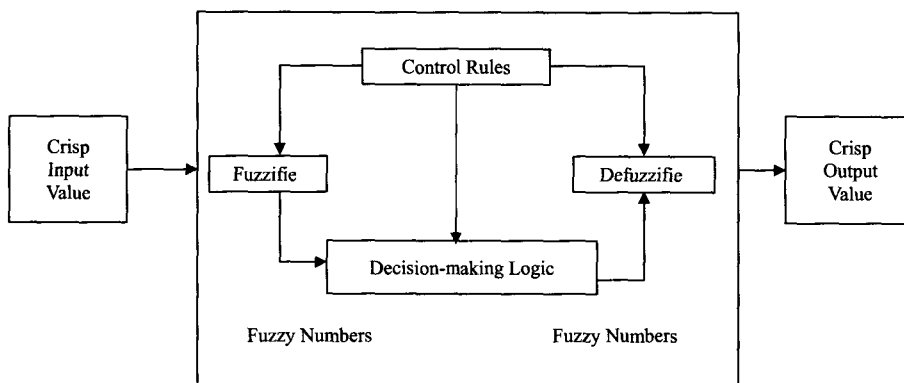 Control Rules
Crisp
Input
Value
Fuzzifie
Defuzzifie
Crisp
Output
Value
Decision-making Logic
Fuzzy Numbers
Fuzzy Numbers